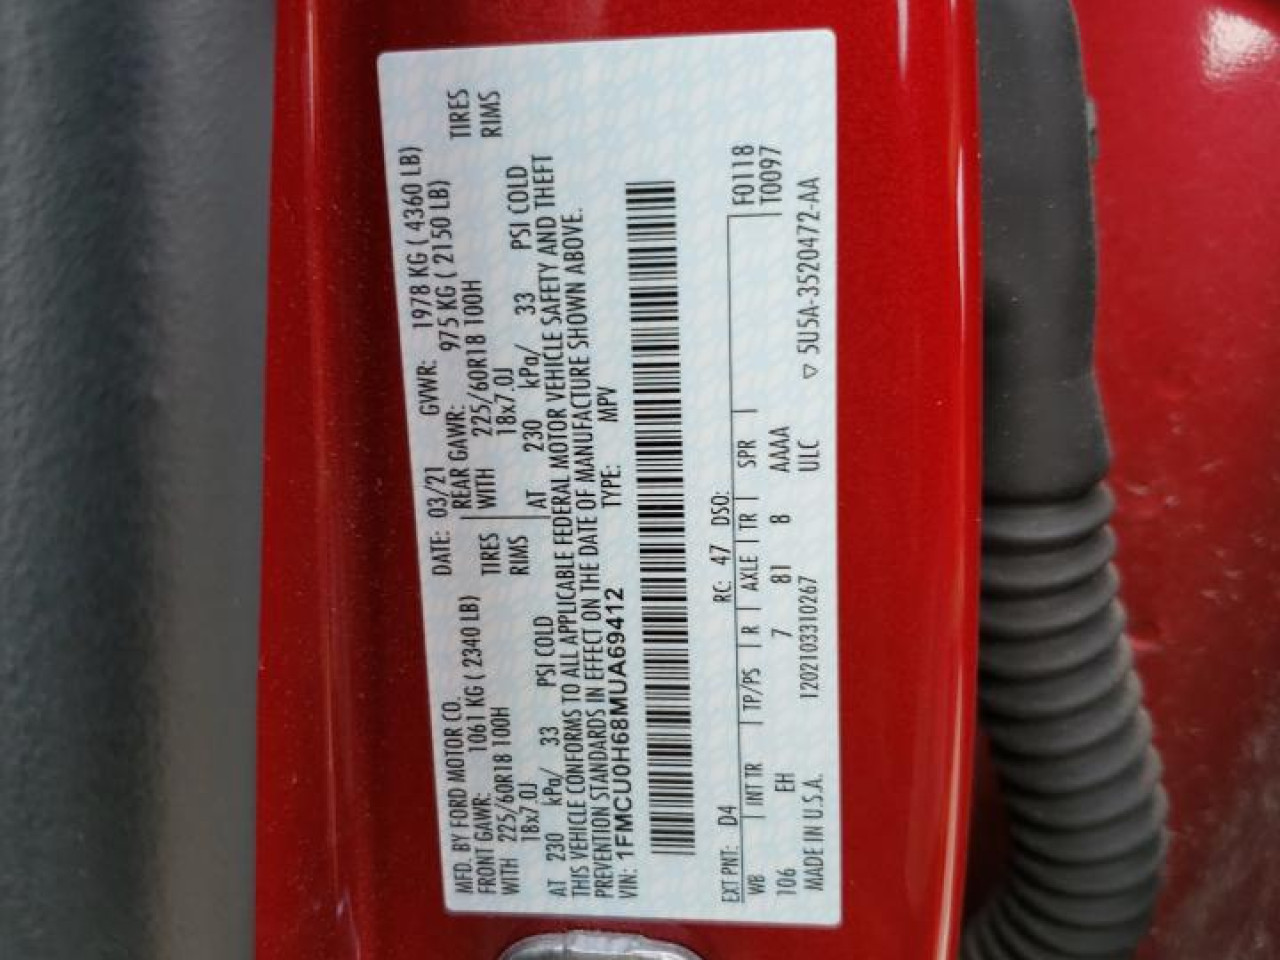 MFD. BY FORD MOTOR CO. DATE: 03/21 GVWR: 1978 KG ( 4360 LB)
FRONT GAWR: 1061 KG ( 2340 LB) REAR GAWR: 975 KG ( 2150 LB)
WITH 225/60R18 100H TIRES WITH 225/60R18 100H TIRES
18x7.0J RIMS 18x7.0J RIMS
AT 230 kPa/ 33 PSI COLD AT 230 kPa/ 33 PSI COLD
THIS VEHICLE CONFORMS TO ALL APPLICABLE FEDERAL MOTOR VEHICLE SAFETY AND THEFT
PREVENTION STANDARDS IN EFFECT ON THE DATE OF MANUFACTURE SHOWN ABOVE.
VIN: 1FMCU0H68MUA69412 TYPE: MPV
EXT PNT: D4 RC: 47 DSO: F0118
WB INT TR TP/PS R AXLE TR SPR T0097
106 EH 7 81 8 AAAA
MADE IN U.S.A. 120210331026​7 ULC ▽ 5U5A-3520472-AA